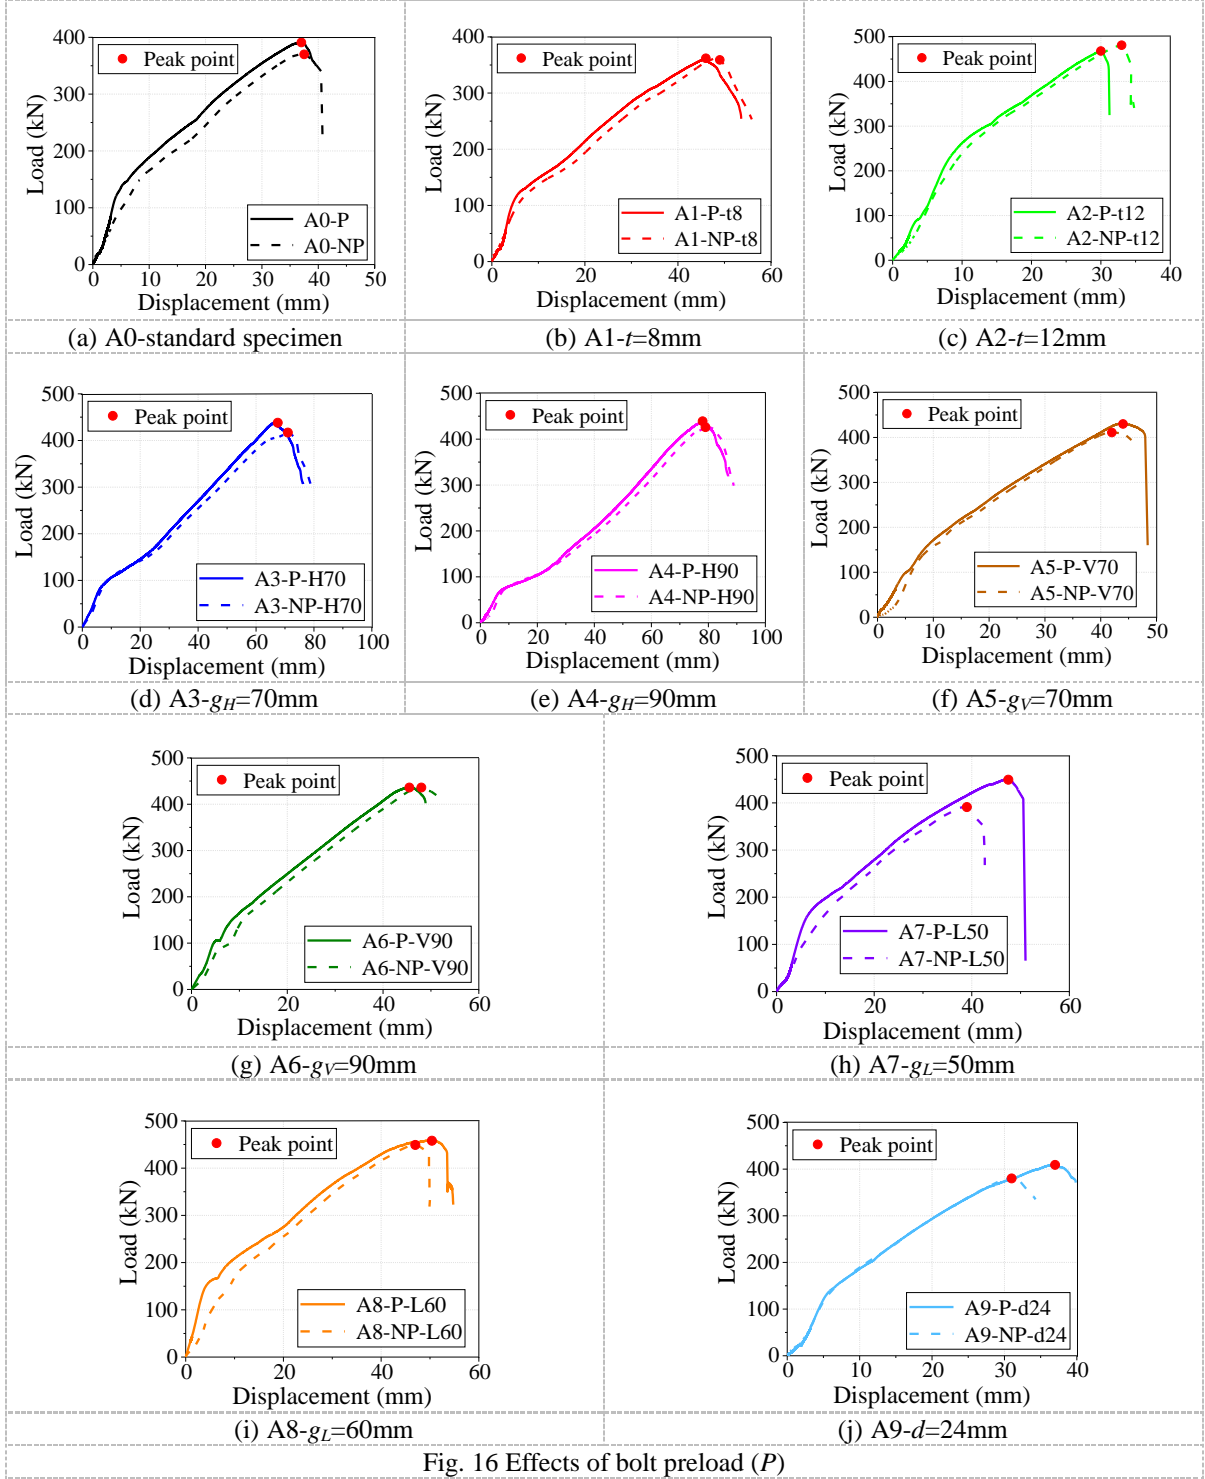 400
300
200
100
0
Load (kN)
Peak point
A0-P
A0-NP
0 10 20 30 40 50
Displacement (mm)
(a) A0-standard specimen
400
300
200
100
0
Load (kN)
Peak point
A1-P-t8
A1-NP-t8
0 20 40 60
Displacement (mm)
(b) A1-t=8mm
500
400
300
200
100
0
Load (kN)
Peak point
A2-P-t12
A2-NP-t12
0 10 20 30 40
Displacement (mm)
(c) A2-t=12mm
500
400
300
200
100
0
Load (kN)
Peak point
A3-P-H70
A3-NP-H70
0 20 40 60 80 100
Displacement (mm)
(d) A3-gH=70mm
500
400
300
200
100
0
Load (kN)
Peak point
A4-P-H90
A4-NP-H90
0 20 40 60 80 100
Displacement (mm)
(e) A4-gH=90mm
500
400
300
200
100
0
Load (kN)
Peak point
A5-P-V70
A5-NP-V70
0 10 20 30 40 50
Displacement (mm)
(f) A5-gV=70mm
500
400
300
200
100
0
Load (kN)
Peak point
A6-P-V90
A6-NP-V90
0 20 40 60
Displacement (mm)
(g) A6-gV=90mm
500
400
300
200
100
0
Load (kN)
Peak point
A7-P-L50
A7-NP-L50
0 20 40 60
Displacement (mm)
(h) A7-gL=50mm
500
400
300
200
100
0
Load (kN)
Peak point
A8-P-L60
A8-NP-L60
0 20 40 60
Displacement (mm)
(i) A8-gL=60mm
500
400
300
200
100
0
Load (kN)
Peak point
A9-P-d24
A9-NP-d24
0 10 20 30 40
Displacement (mm)
(j) A9-d=24mm
Fig. 16 Effects of bolt preload (P)